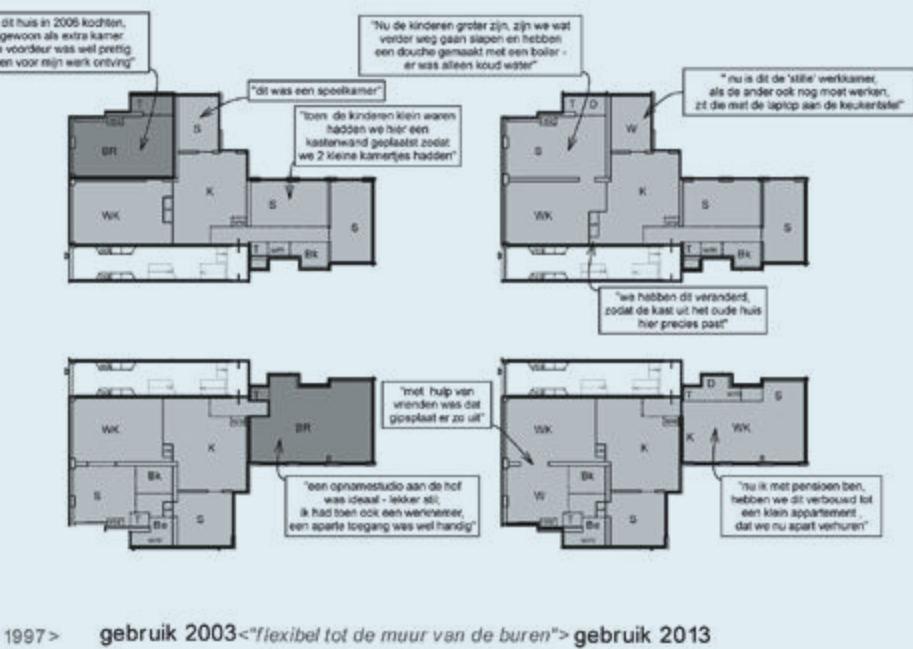 dit huis in 2006 kochten,
gewoon als extra kamer
voordeur was wel prettig
en voor mijn werk ontving"
"dit was een speelkamer"
"toen de kinderen klein waren
hadden we hier een
kastenwand geplaatst zodat
we 2 kleine kamertjes hadden"
T
S
BR
K
WK
S
S
T
wm
Bk
"Nu de kinderen groter zijn, zijn we wat
verder weg gaan slapen en hebben
een douche gemaakt met een boiler -
er was alleen koud water"
" nu is dit de 'stille' werkkamer,
als de ander ook nog moet werken,
zit die met de laptop aan de keukentafel"
T D
W
S
K
WK
S
S
T
wm
Bk
"we hebben dit veranderd,
zodat de kast uit het oude huis
hier precies past"
T
BR
WK
K
S
Bk
T
Be
wm
S
"een opnamestudio aan de hof
was ideaal - lekker stil;
ik had toen ook een werknemer,
een aparte toegang was wel handig"
"met hulp van
vrienden was dat
gipsplaat er zo uit"
D
T
S
WK
K
WK
K
Bk
W
T
Be
S
"nu ik met pensioen ben,
hebben we dit verbouwd tot
een klein appartement ,
dat we nu apart verhuren"
1997> gebruik 2003<"flexibel tot de muur van de buren"> gebruik 2013